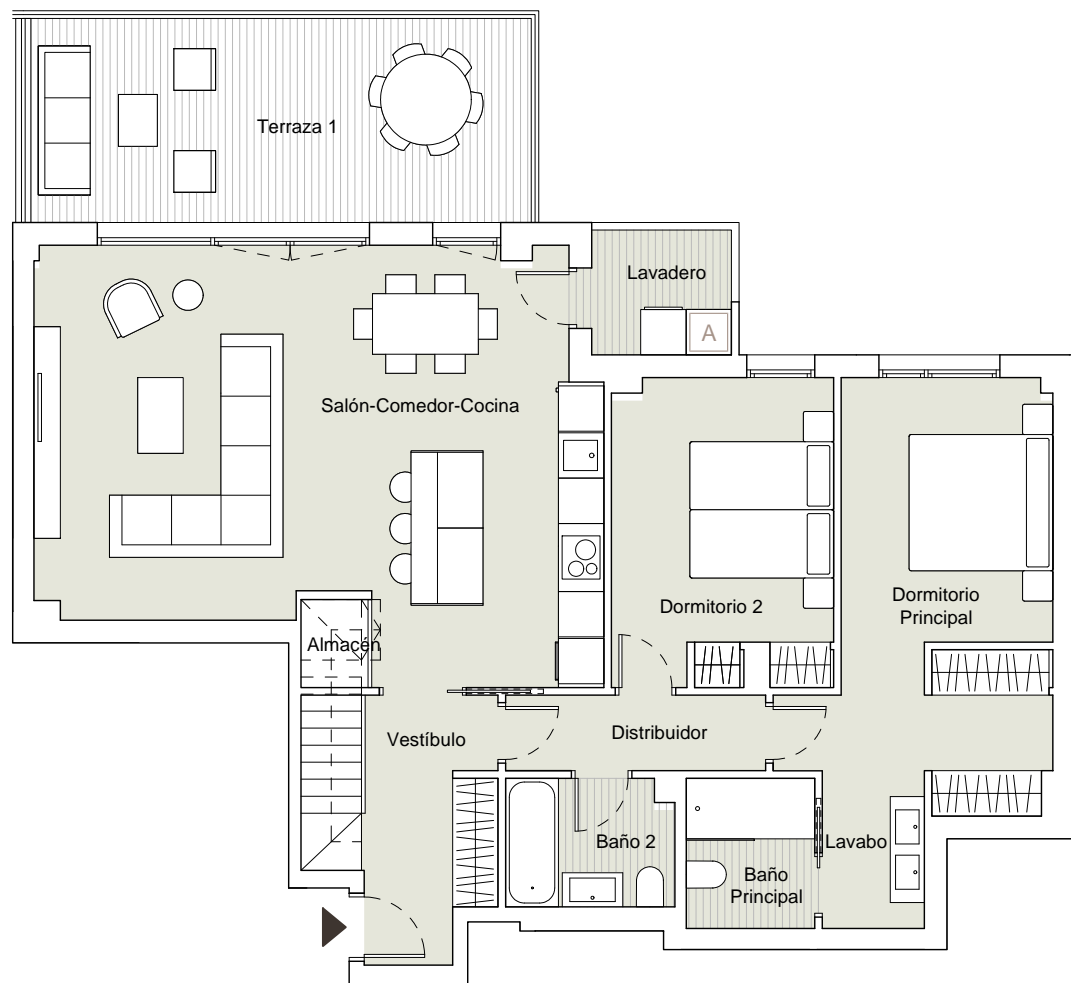 Terraza 1
Lavadero
A
Salón-Comedor-Cocina
Dormitorio 2
Dormitorio
Principal
Almacén
Vestíbulo
Distribuidor
Baño 2
Lavabo
Baño
Principal